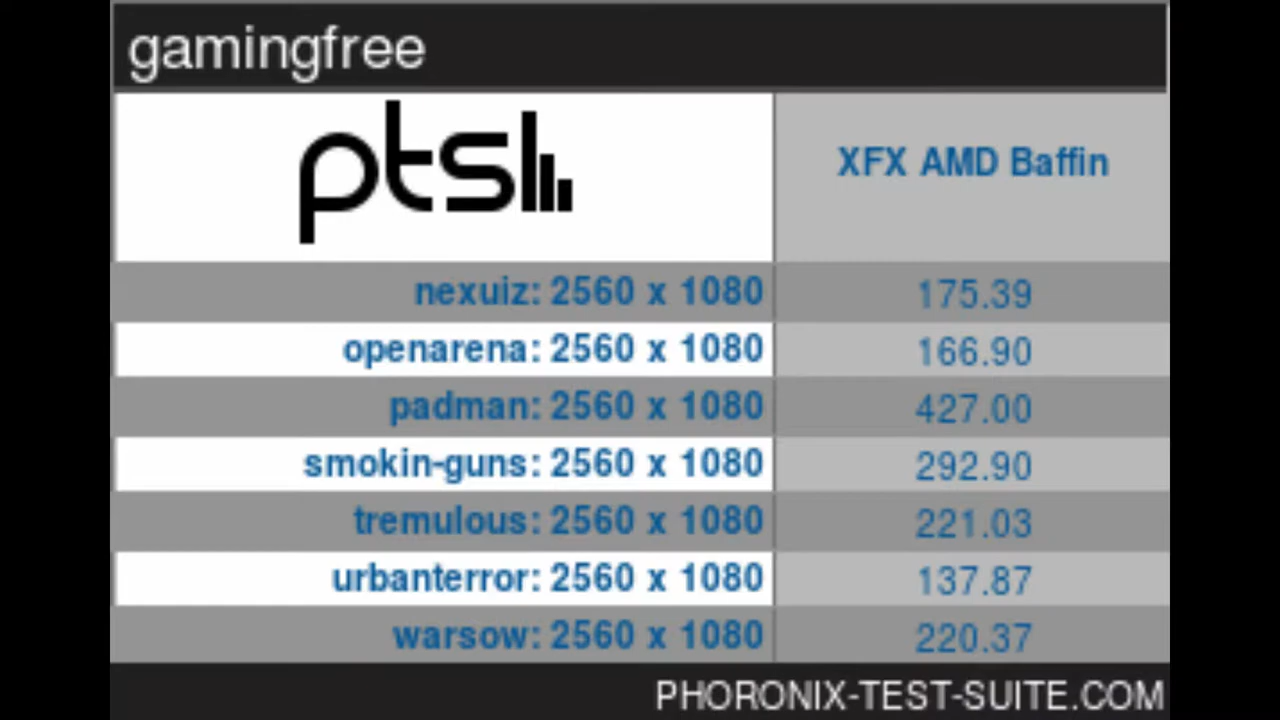 gamingfree
pts
XFX AMD Baffin
nexuiz: 2560 x 1080 175.39
openarena: 2560 x 1080 166.90
padman: 2560 x 1080 427.00
smokin-guns: 2560 x 1080 292.90
tremulous: 2560 x 1080 221.03
urbanterror: 2560 x 1080 137.87
warsow: 2560 x 1080 220.37
PHORONIX-TEST-SUITE.COM